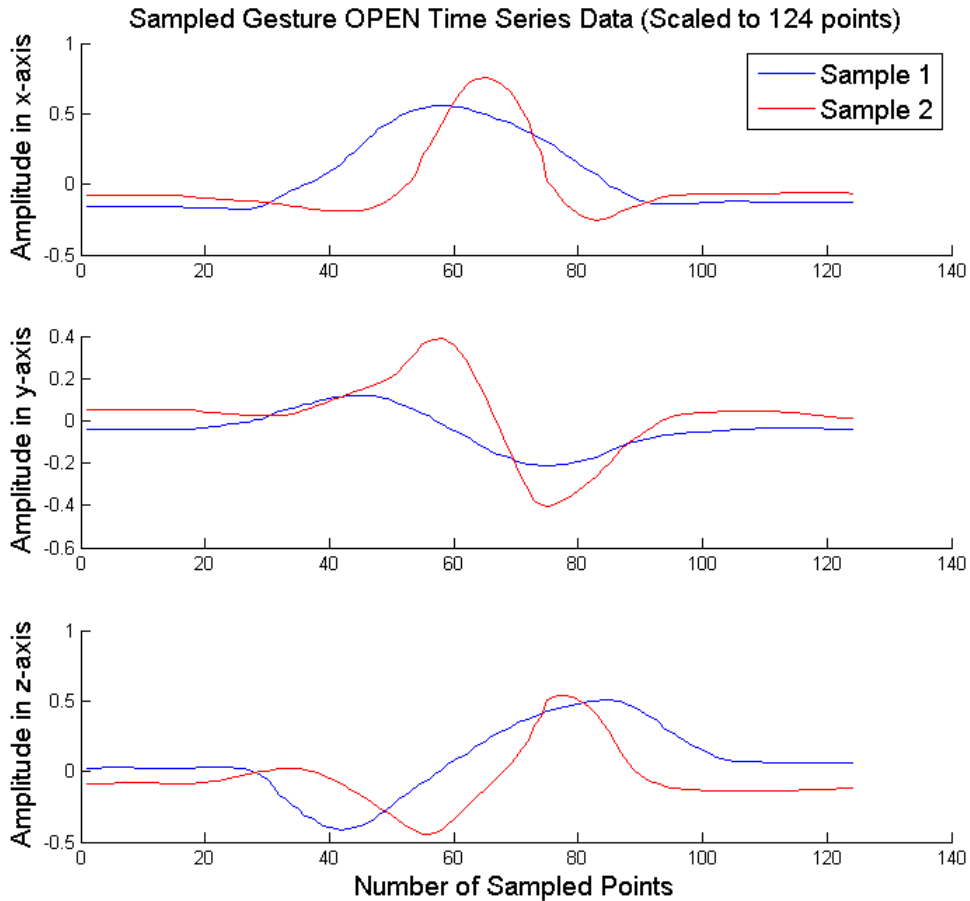 Sampled Gesture OPEN Time Series Data (Scaled to 124 points)
Amplitude in x-axis
1
0.5
0
-0.5
0 20 40 60 80 100 120 140
Sample 1
Sample 2
Amplitude in y-axis
0.4
0.2
0
-0.2
-0.4
-0.6
0 20 40 60 80 100 120 140
Amplitude in z-axis
1
0.5
0
-0.5
0 20 40 60 80 100 120 140
Number of Sampled Points